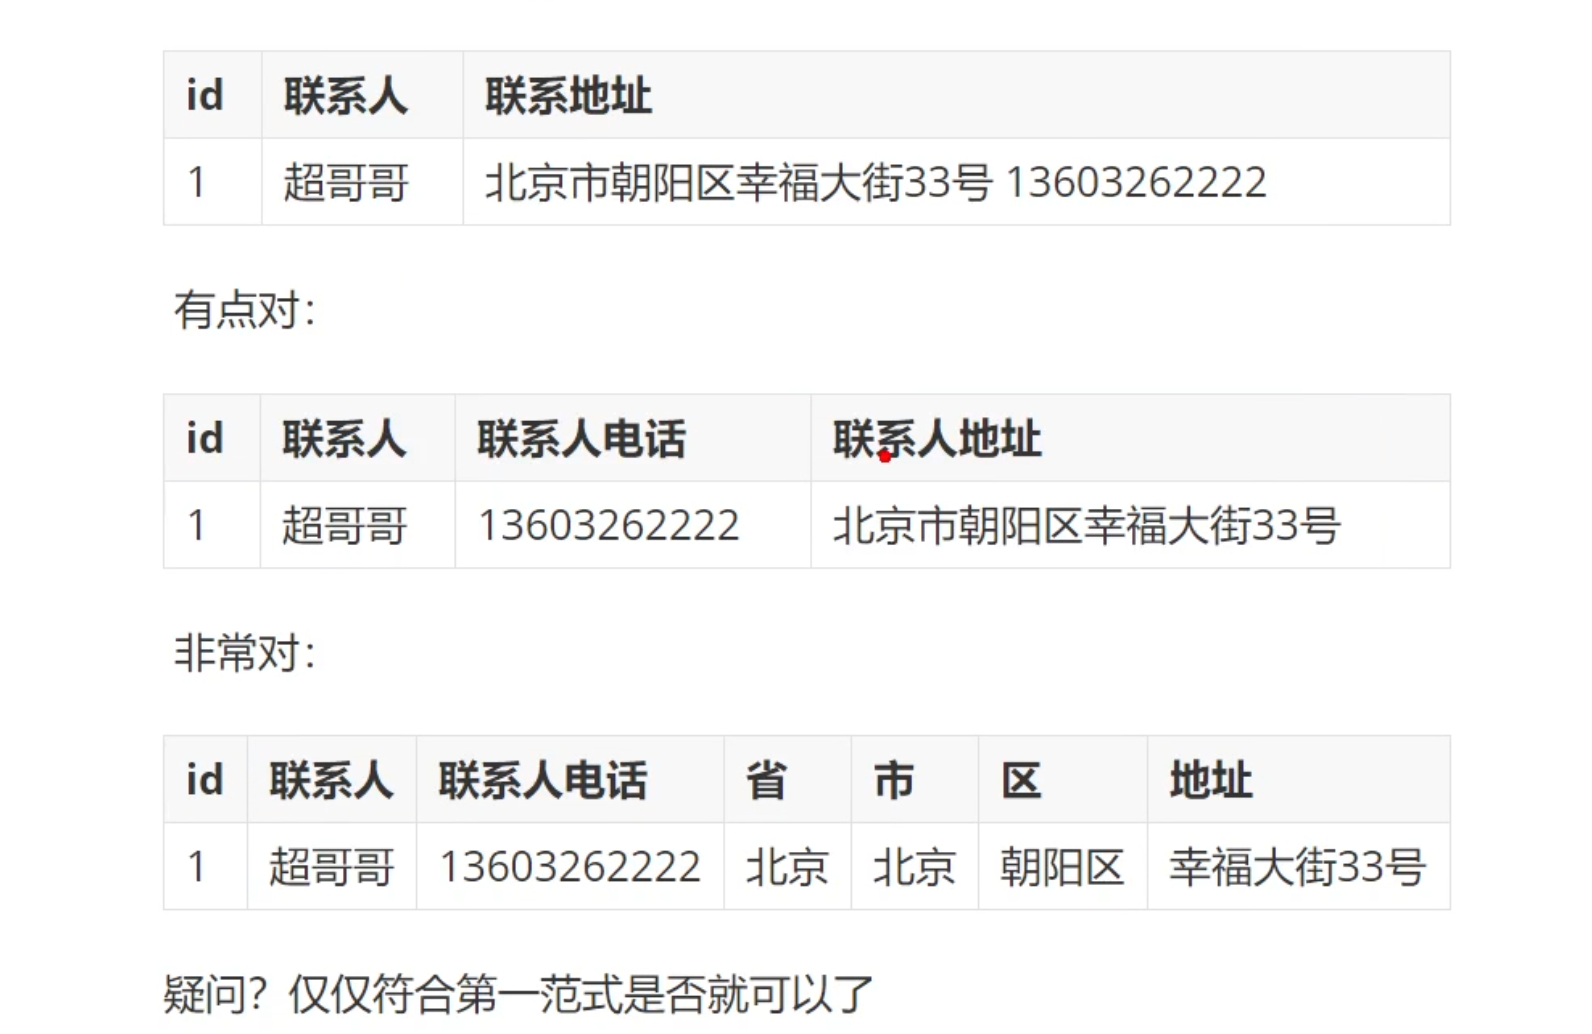 id 联系人 联系地址
1 超哥哥 北京市朝阳区幸福大街33号 13603262222
有点对：
id 联系人 联系人电话 联系人地址
1 超哥哥 13603262222 北京市朝阳区幸福大街33号
非常对：
id 联系人 联系人电话 省 市 区 地址
1 超哥哥 13603262222 北京 北京 朝阳区 幸福大街33号
疑问？仅仅符合第一范式是否就可以了